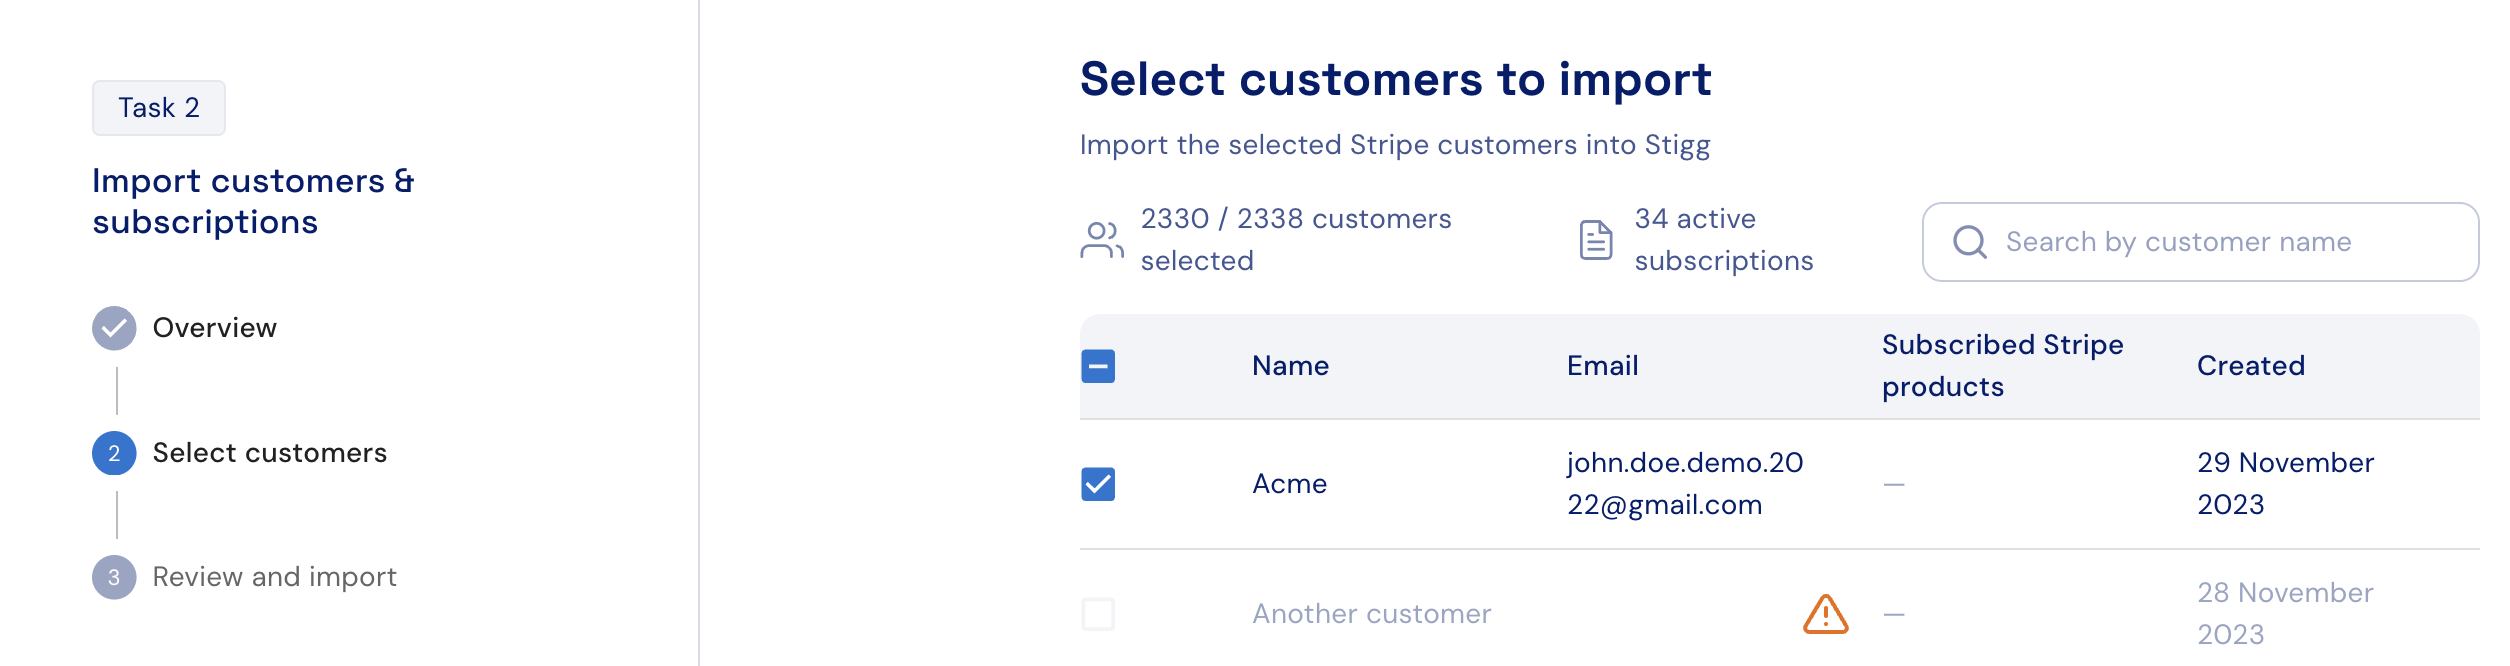 Task 2
Import customers &
subscriptions
Overview
2 Select customers
3 Review and import
Select customers to import
Import the selected Stripe customers into Stigg
2330 / 2338 customers
selected
34 active
subscriptions
Search by customer name
Name Email Subscribed Stripe
products Created
Acme john.doe.demo.20
22@gmail.com — 29 November
2023
Another customer — 28 November
2023